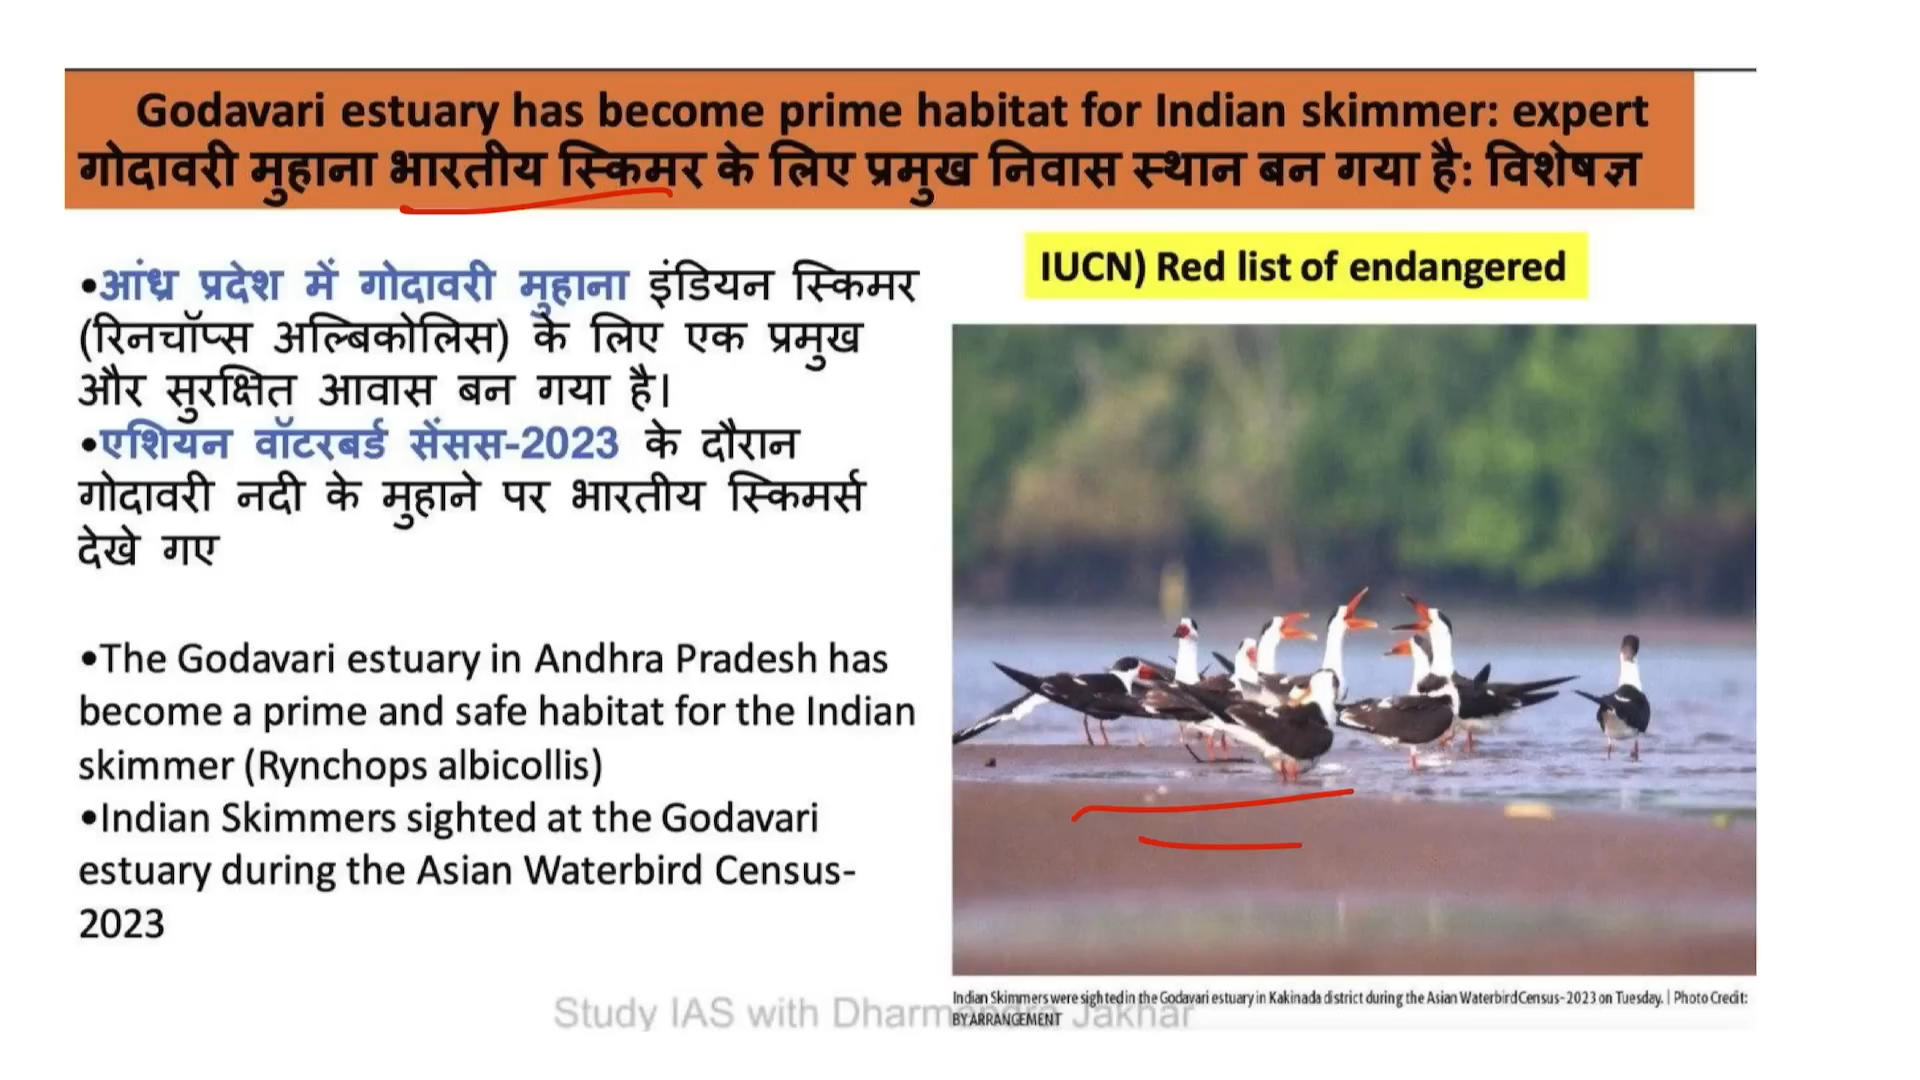 Godavari estuary has become prime habitat for Indian skimmer: expert
गोदावरी मुहाना भारतीय स्किमर के लिए प्रमुख निवास स्थान बन गया है: विशेषज्ञ
•आंध्र प्रदेश में गोदावरी मुहाना इंडियन स्किमर
(रिनचॉप्स अल्बिकोलिस) के लिए एक प्रमुख
और सुरक्षित आवास बन गया है।
•एशियन वॉटरबर्ड सेंसस-2023 के दौरान
गोदावरी नदी के मुहाने पर भारतीय स्किमर्स
देखे गए
•The Godavari estuary in Andhra Pradesh has
become a prime and safe habitat for the Indian
skimmer (Rynchops albicollis)
•Indian Skimmers sighted at the Godavari
estuary during the Asian Waterbird Census-
2023
IUCN) Red list of endangered
Indian Skimmers were sighted in the Godavari estuary in Kakinada district during the Asian Waterbird Census-2023 on Tuesday. | Photo Credit:
BY ARRANGEMENT
Study IAS with Dharmendra Jakhar